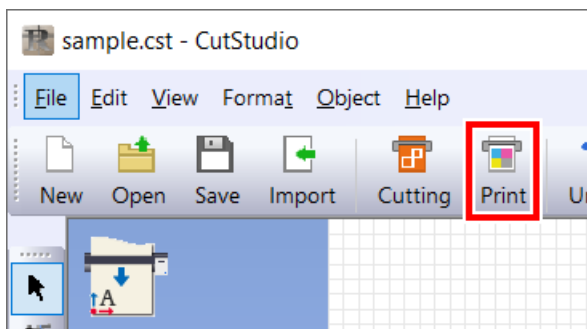 sample.cst - CutStudio
File Edit View Format Object Help
New Open Save Import Cutting Print
A